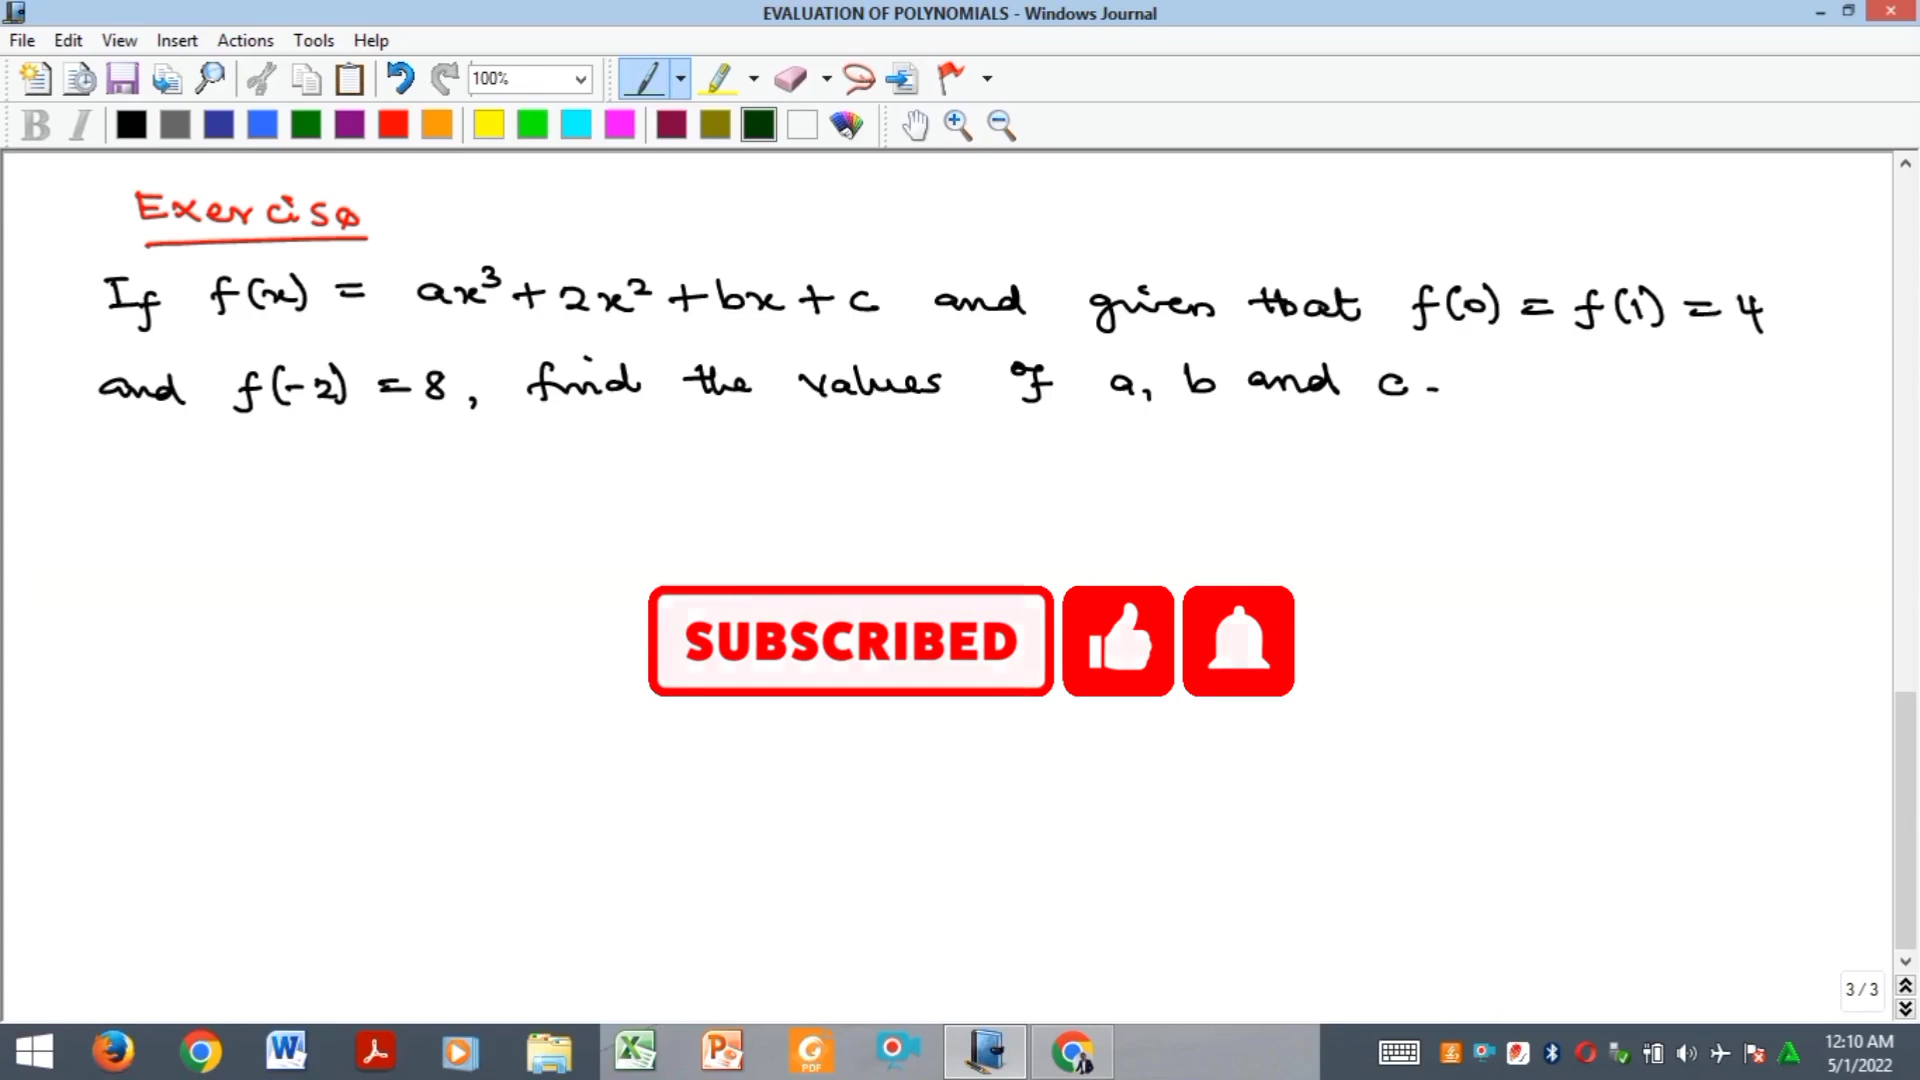 EVALUATION OF POLYNOMIALS - Windows Journal
File Edit View Insert Actions Tools Help
100%
B I
Exercise
If f(x) = ax³ + 2x² + bx + c and given that f(0) = f(1) = 4
and f(-2) = 8, find the values of a, b and c.
SUBSCRIBED
3 / 3
12:10 AM
5/1/2022